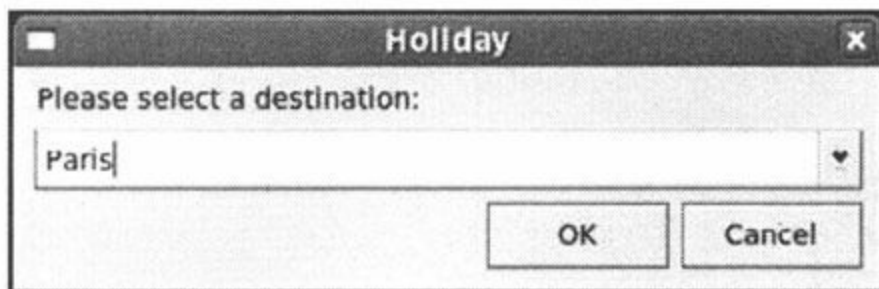 Holiday
Please select a destination:
Paris
OK
Cancel